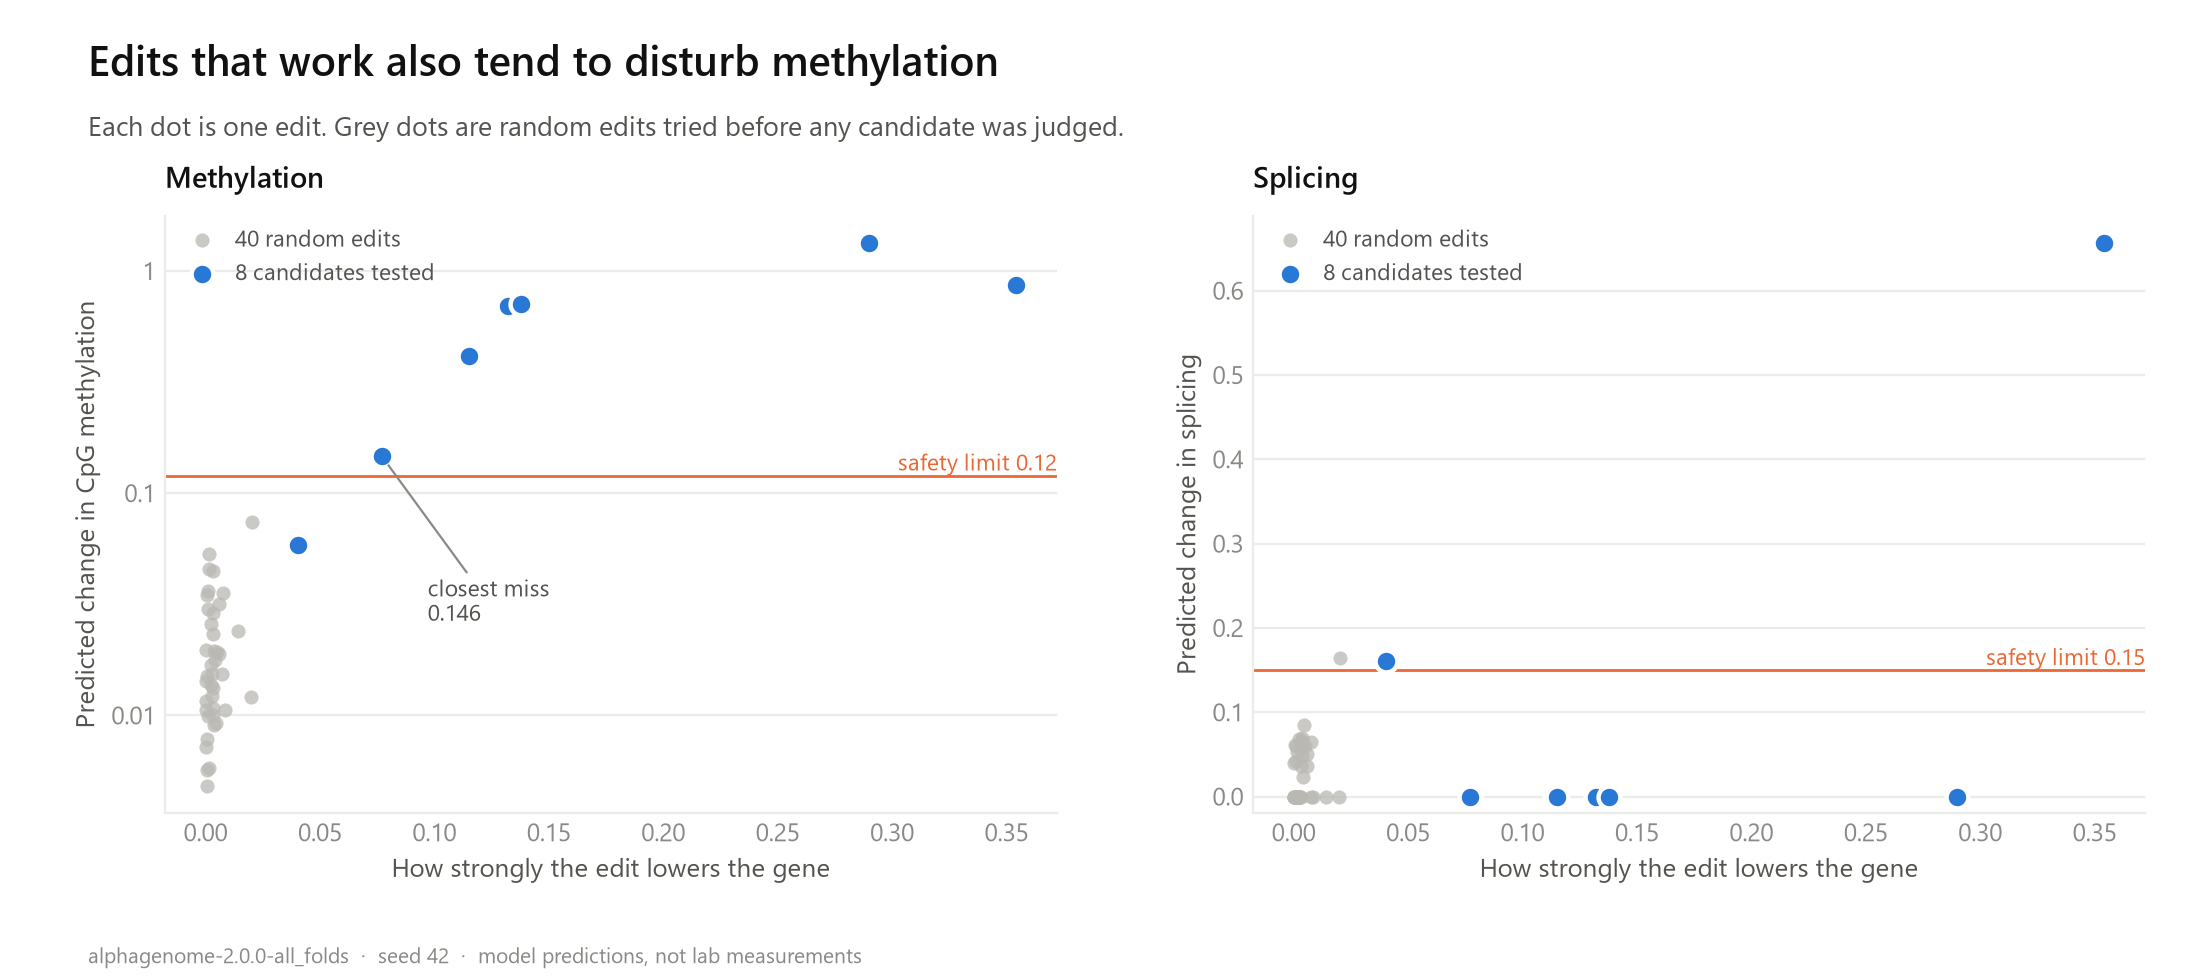 Edits that work also tend to disturb methylation
Each dot is one edit. Grey dots are random edits tried before any candidate was judged.
Methylation
40 random edits
8 candidates tested
1
0.1
0.01
Predicted change in CpG methylation
safety limit 0.12
closest miss
0.146
0.00 0.05 0.10 0.15 0.20 0.25 0.30 0.35
How strongly the edit lowers the gene
Splicing
40 random edits
8 candidates tested
0.6
0.5
0.4
0.3
0.2
0.1
0.0
Predicted change in splicing
safety limit 0.15
0.00 0.05 0.10 0.15 0.20 0.25 0.30 0.35
How strongly the edit lowers the gene
alphagenome-2.0.0-all_folds · seed 42 · model predictions, not lab measurements